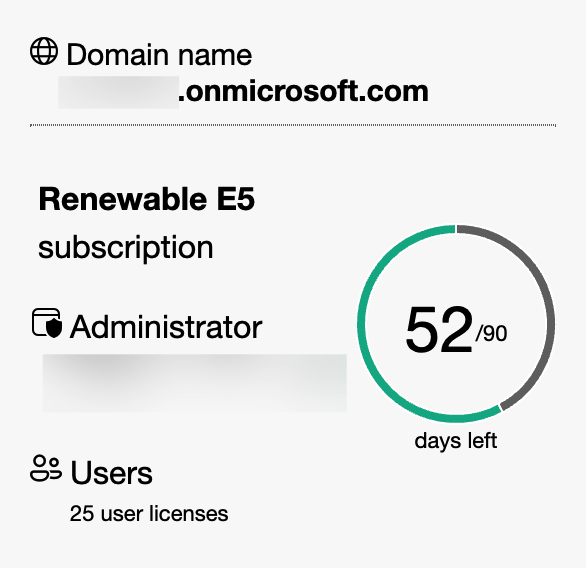 Domain name
.onmicrosoft.com
Renewable E5
subscription
Administrator
52/90
days left
Users
25 user licenses